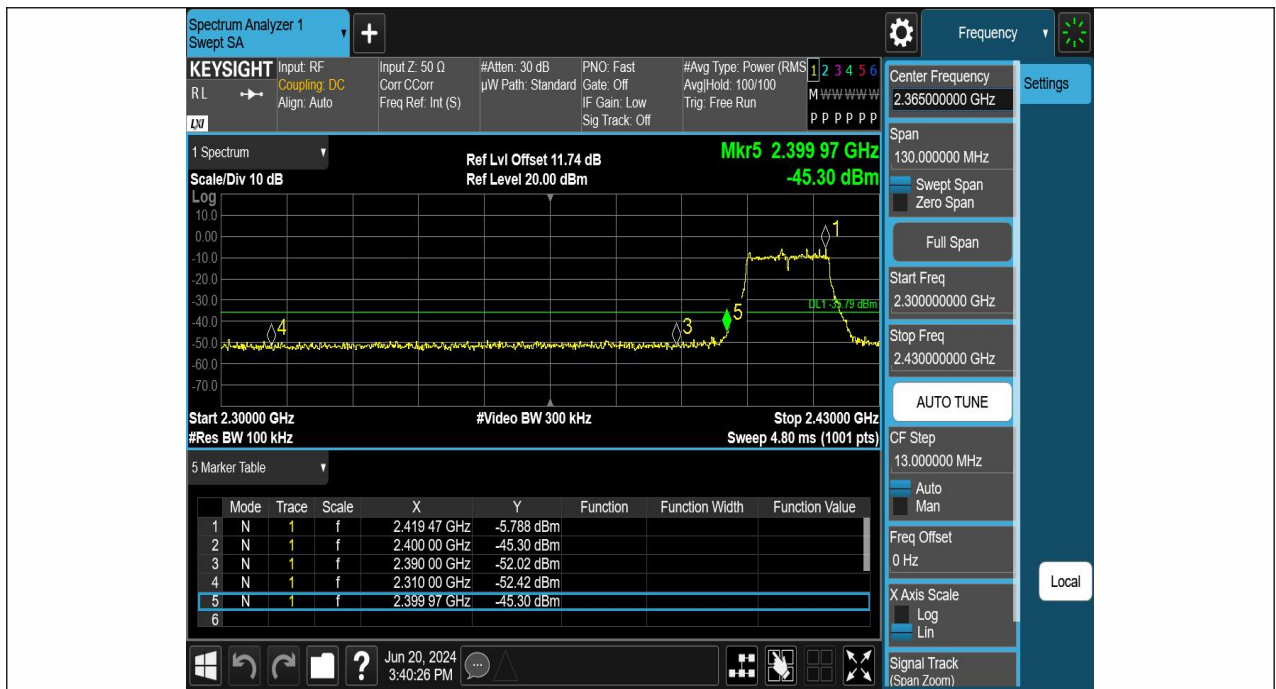 Spectrum Analyzer 1
Swept SA
+
Frequency
KEYSIGHT
RL
LXI
Input: RF
Coupling: DC
Align: Auto
Input Z: 50 Ω
Corr CCorr
Freq Ref: Int (S)
#Atten: 30 dB
µW Path: Standard
PNO: Fast
Gate: Off
IF Gain: Low
Sig Track: Off
#Avg Type: Power (RMS
Avg|Hold: 100/100
Trig: Free Run
1 2 3 4 5 6
M W W W W W
P P P P P P
1 Spectrum
Scale/Div 10 dB
Ref Lvl Offset 11.74 dB
Ref Level 20.00 dBm
Mkr5 2.399 97 GHz
-45.30 dBm
Log
10.0
0.00
-10.0
-20.0
-30.0
-40.0
-50.0
-60.0
-70.0
1
DL1 -35.79 dBm
5
3
4
Start 2.30000 GHz
#Video BW 300 kHz
Stop 2.43000 GHz
#Res BW 100 kHz
Sweep 4.80 ms (1001 pts)
5 Marker Table
Mode Trace Scale X Y Function Function Width Function Value
1 N 1 f 2.419 47 GHz -5.788 dBm
2 N 1 f 2.400 00 GHz -45.30 dBm
3 N 1 f 2.390 00 GHz -52.02 dBm
4 N 1 f 2.310 00 GHz -52.42 dBm
5 N 1 f 2.399 97 GHz -45.30 dBm
6
?
Jun 20, 2024
3:40:26 PM
Center Frequency
2.365000000 GHz
Settings
Span
130.000000 MHz
Swept Span
Zero Span
Full Span
Start Freq
2.300000000 GHz
Stop Freq
2.430000000 GHz
AUTO TUNE
CF Step
13.000000 MHz
Auto
Man
Freq Offset
0 Hz
X Axis Scale
Log
Lin
Signal Track
(Span Zoom)
Local